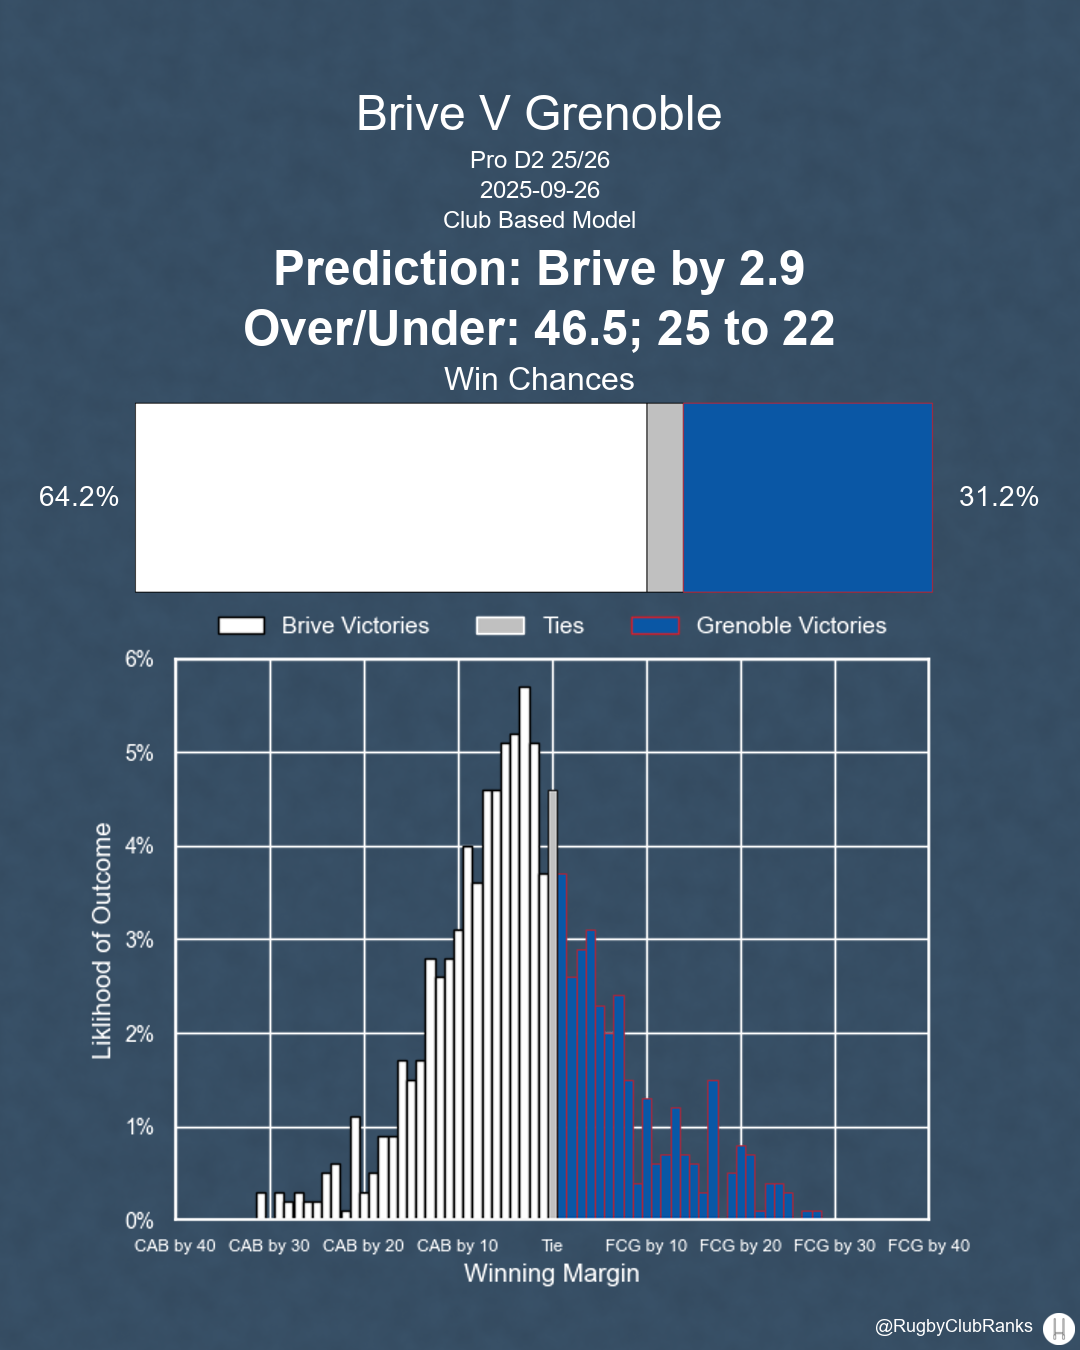 Brive V Grenoble
Pro D2 25/26
2025-09-26
Club Based Model
Prediction: Brive by 2.9
Over/Under: 46.5; 25 to 22
Win Chances
64.2%
31.2%
Brive Victories
Ties
Grenoble Victories
6%
5%
4%
3%
2%
1%
0%
Liklihood of Outcome
CAB by 40 CAB by 30 CAB by 20 CAB by 10 Tie FCG by 10 FCG by 20 FCG by 30 FCG by 40
Winning Margin
@RugbyClubRanks